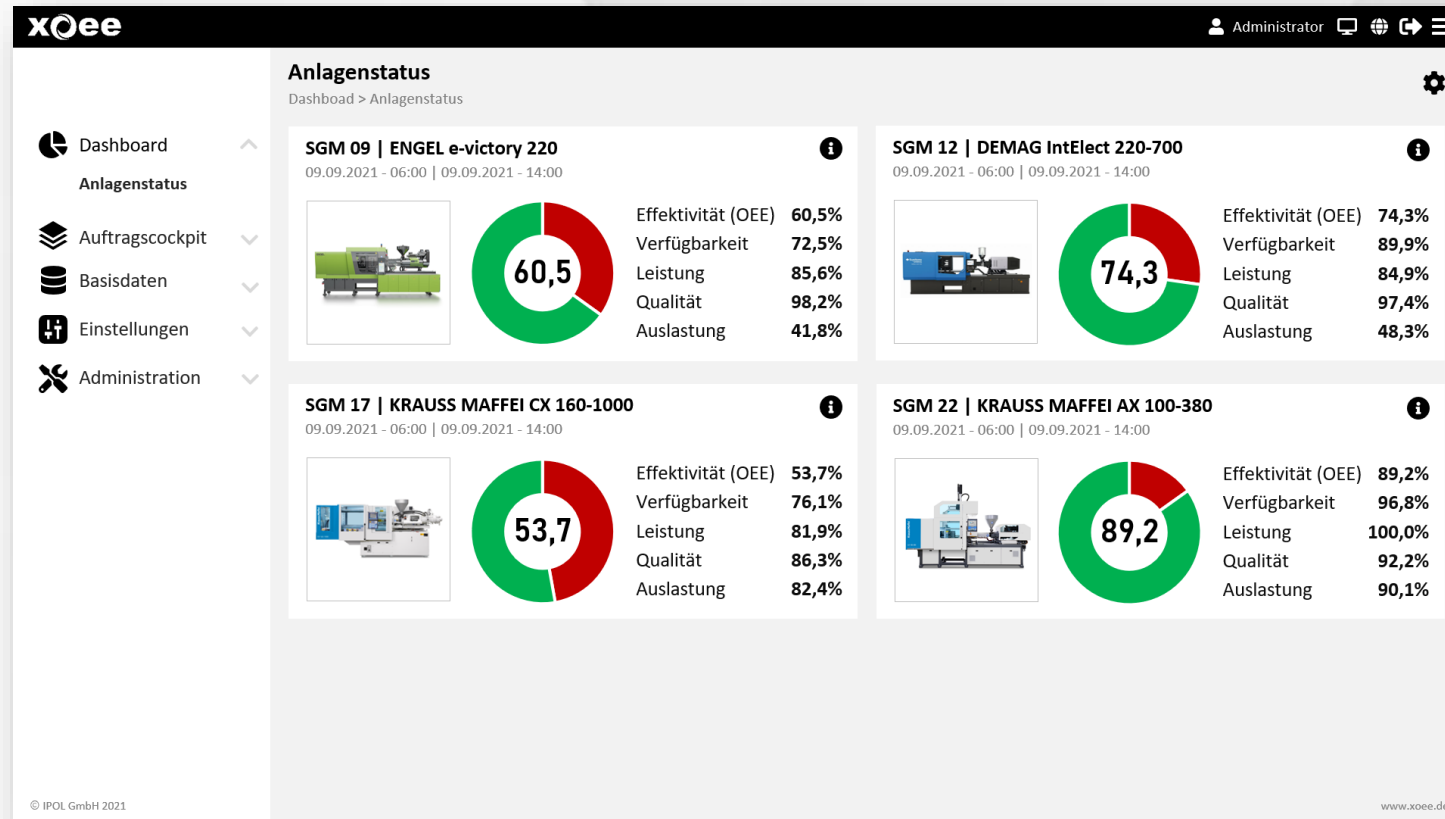 xoee
Administrator
Anlagenstatus
Dashboad > Anlagenstatus
Dashboard
Anlagenstatus
Auftragscockpit
Basisdaten
Einstellungen
Administration
SGM 09 | ENGEL e-victory 220
09.09.2021 - 06:00 | 09.09.2021 - 14:00
60,5
Effektivität (OEE) 60,5%
Verfügbarkeit 72,5%
Leistung 85,6%
Qualität 98,2%
Auslastung 41,8%
SGM 12 | DEMAG IntElect 220-700
09.09.2021 - 06:00 | 09.09.2021 - 14:00
74,3
Effektivität (OEE) 74,3%
Verfügbarkeit 89,9%
Leistung 84,9%
Qualität 97,4%
Auslastung 48,3%
SGM 17 | KRAUSS MAFFEI CX 160-1000
09.09.2021 - 06:00 | 09.09.2021 - 14:00
53,7
Effektivität (OEE) 53,7%
Verfügbarkeit 76,1%
Leistung 81,9%
Qualität 86,3%
Auslastung 82,4%
SGM 22 | KRAUSS MAFFEI AX 100-380
09.09.2021 - 06:00 | 09.09.2021 - 14:00
89,2
Effektivität (OEE) 89,2%
Verfügbarkeit 96,8%
Leistung 100,0%
Qualität 92,2%
Auslastung 90,1%
© IPOL GmbH 2021
www.xoee.de